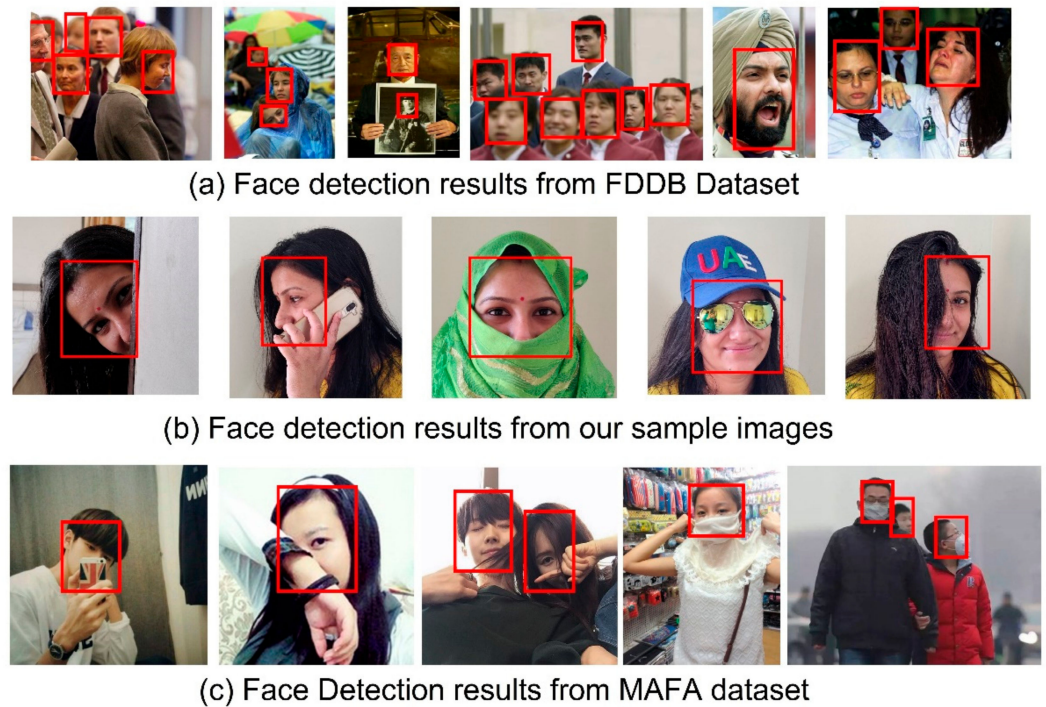 (a) Face detection results from FDDB Dataset
UAE
(b) Face detection results from our sample images
(c) Face Detection results from MAFA dataset